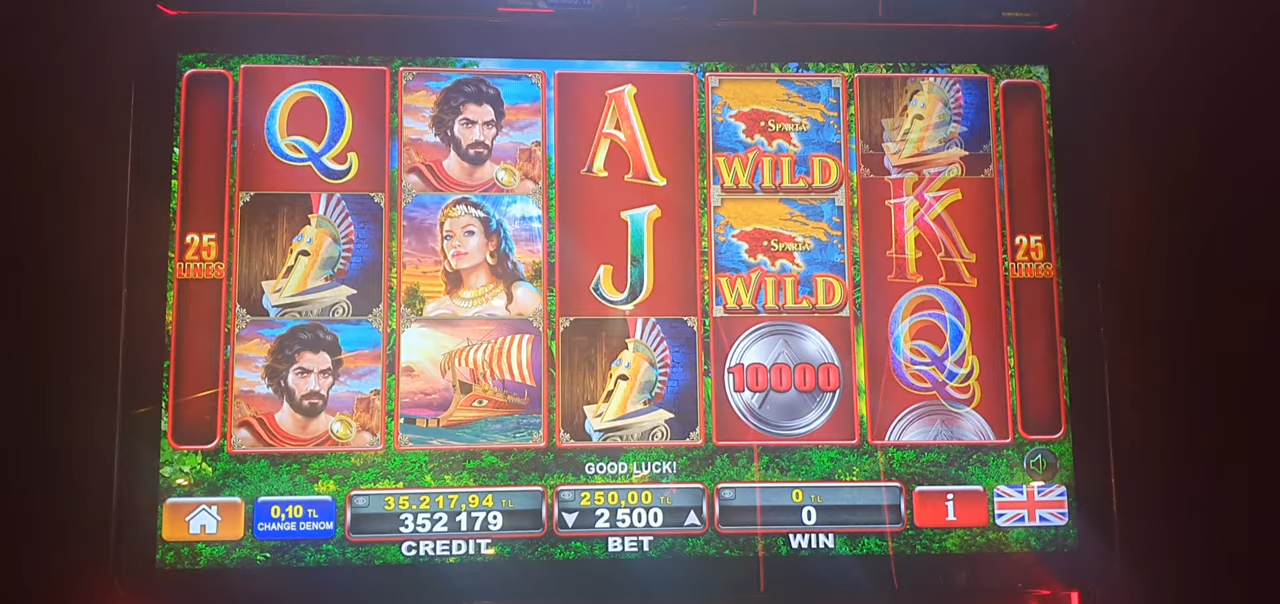 Q
A
SPARTA
WILD
25
LINES
J
SPARTA
WILD
K
25
LINES
10000
Q
GOOD LUCK!
0,10 TL
CHANGE DENOM
35.217,94 TL
352 179
CREDIT
250,00 TL
2 500
BET
0 TL
0
WIN
i